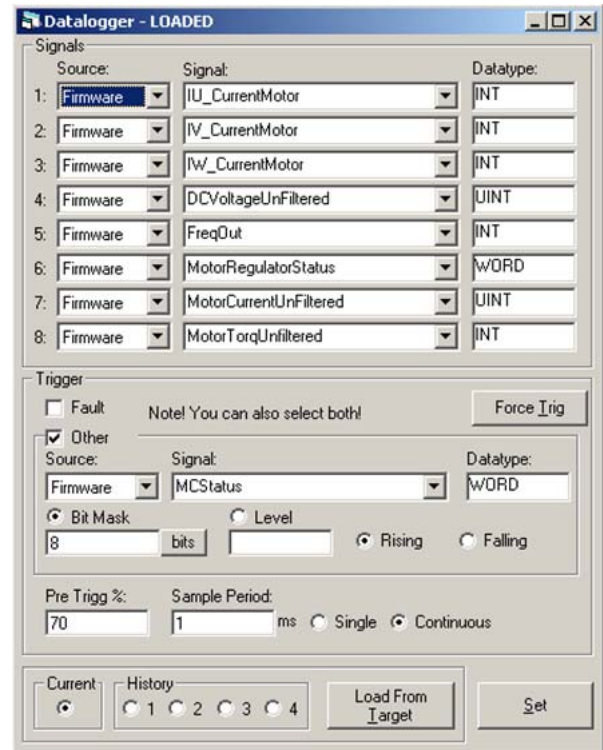 Datalogger - LOADED
Signals
Source: Signal: Datatype:
1: Firmware IU_CurrentMotor INT
2: Firmware IV_CurrentMotor INT
3: Firmware IW_CurrentMotor INT
4: Firmware DCVoltageUnFiltered UINT
5: Firmware FreqOut INT
6: Firmware MotorRegulatorStatus WORD
7: Firmware MotorCurrentUnFiltered UINT
8: Firmware MotorTorqUnfiltered INT
Trigger
Fault Note! You can also select both! Force Trig
Other
Source: Signal: Datatype:
Firmware MCStatus WORD
Bit Mask Level
8 bits Rising Falling
Pre Trigg %: Sample Period:
70 1 ms Single Continuous
Current History
1 2 3 4 Load From Target Set